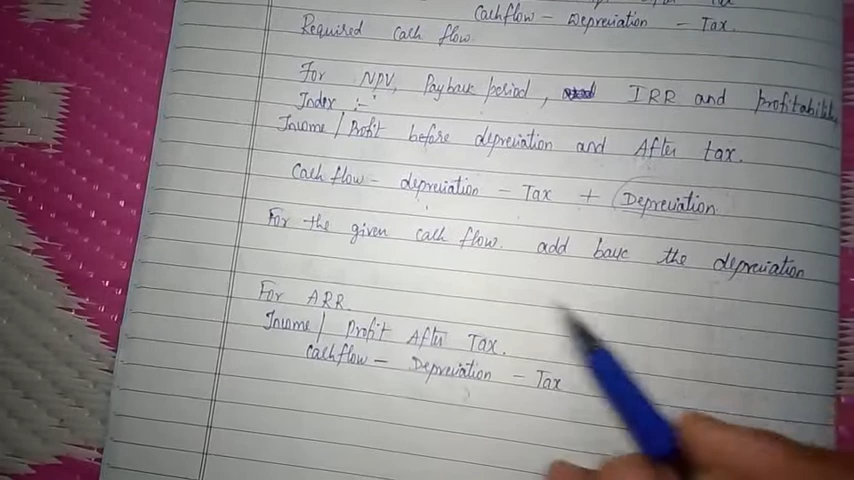 Cashflow - Depreciation - Tax.
Required cash flow
For NPV, Payback period, IRR and profitability
Index :-
Income / Profit before depreciation and After tax.
Cash flow - depreciation - Tax + Depreciation
For the given cash flow. add back the depreciation
For ARR.
Income / Profit After Tax.
Cashflow - Depreciation - Tax